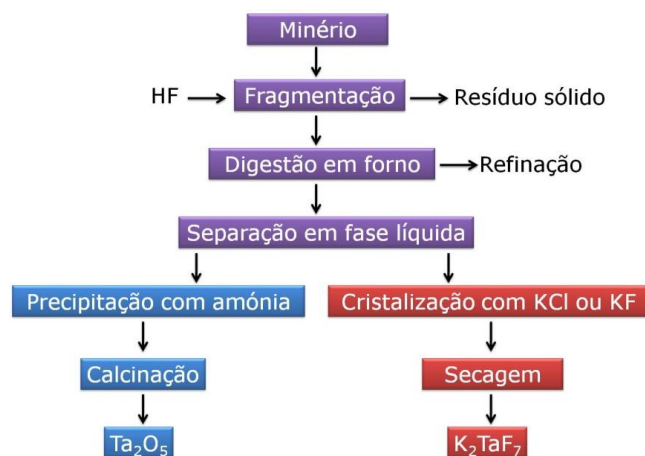 Minério
HF
Fragmentação
Resíduo sólido
Digestão em forno
Refinação
Separação em fase líquida
Precipitação com amónia
Cristalização com KCl ou KF
Calcinação
Secagem
Ta₂O₅
K₂TaF₇